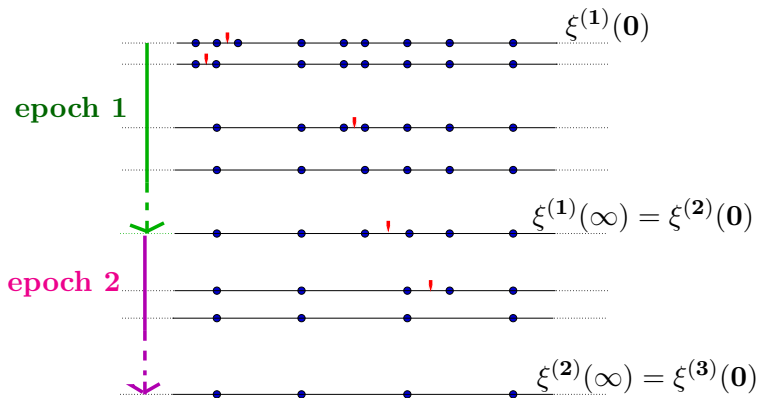 ξ⁽¹⁾(0)
epoch 1
ξ⁽¹⁾(∞) = ξ⁽²⁾(0)
epoch 2
ξ⁽²⁾(∞) = ξ⁽³⁾(0)